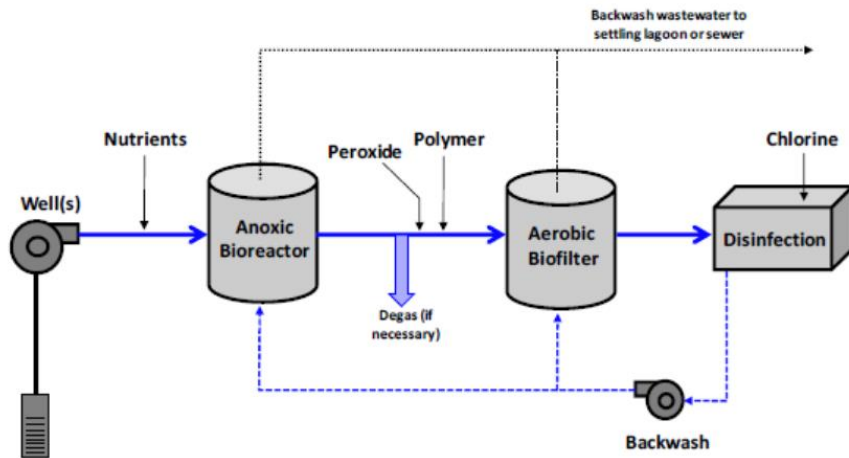 Backwash wastewater to
settling lagoon or sewer
Nutrients
Peroxide
Polymer
Chlorine
Well(s)
Anoxic
Bioreactor
Aerobic
Biofilter
Disinfection
Degas (if
necessary)
Backwash